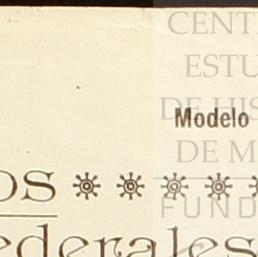 CENT
ESTU
DE HIS
Modelo
DE M
os
FUND
ederales